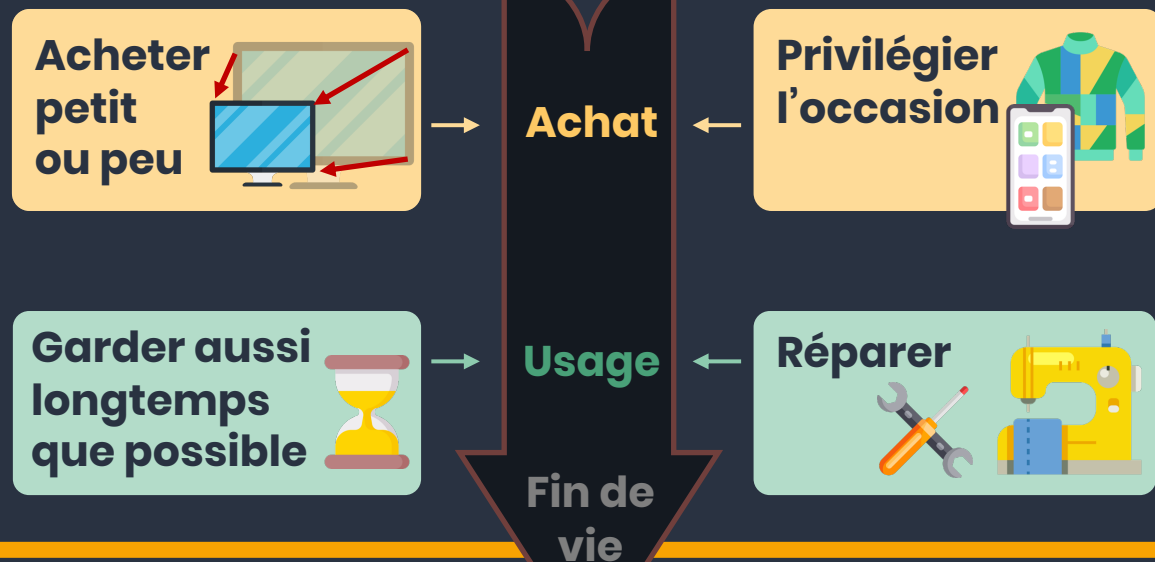 Acheter
petit
ou peu
Achat
Privilégier
l’occasion
Garder aussi
longtemps
que possible
Usage
Réparer
Fin de
vie